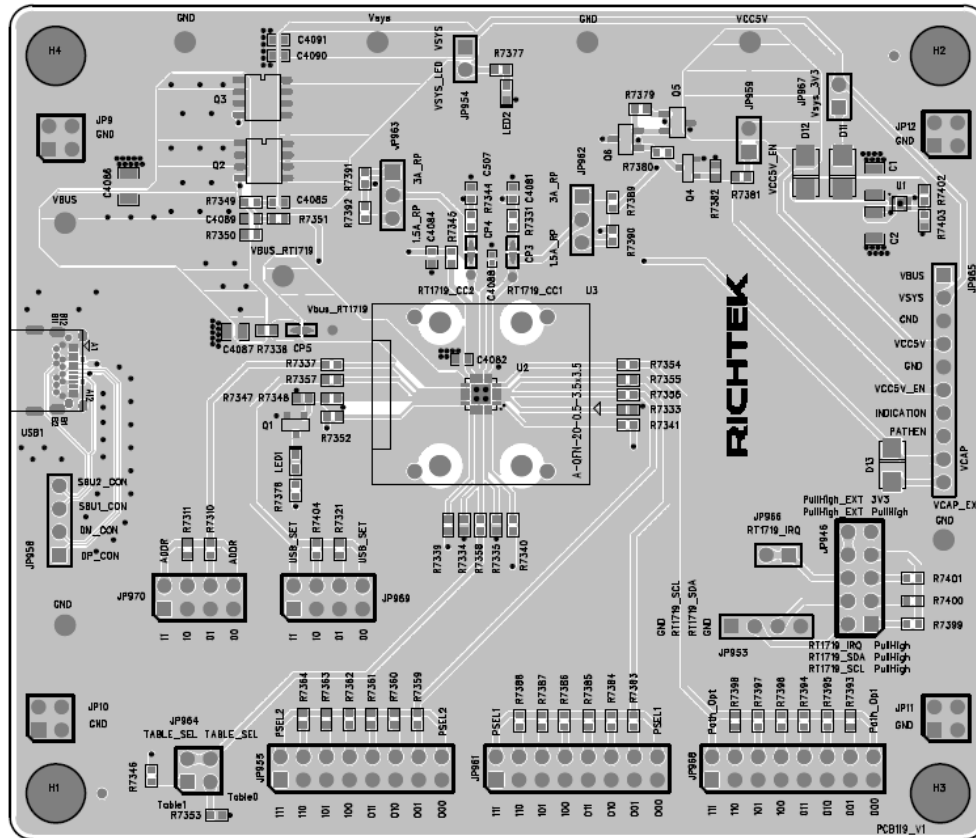 GND
Vsys
GND
VCC5V
H4
H2
C4091
C4090
VSYS
VSYS_LED
JP954
R7377
LED2
Q3
Q2
JP9
GND
JP963
3A_RP
1.5A_RP
R7391
R7392
C507
R7344
CP4
C4081
R7331
CP3
JP962
3A_RP
1.5A_RP
R7389
R7390
R7379
Q5
Q6
R7380
Q4
R7382
R7381
JP959
VCC5V_EN
JP967
Vsys_3V3
D12
D11
JP12
GND
C1
U1
R7402
R7403
C2
C4086
VBUS
R7349
C4085
C4089
R7351
R7350
VBUS_RT1719
C4084
R7345
C4088
RT1719_CC2
RT1719_CC1
U3
Vbus_RT1719
C4087
R7338
CP5
C4082
U2
A-QFN-20-0.5-3.5x3.5
R7337
R7357
R7347
R7348
Q1
R7352
LED1
R7376
R7354
R7355
R7336
R7333
R7341
RICHTEK
JP965
VBUS
VSYS
GND
VCC5V
GND
VCC5V_EN
INDICATION
PATHEN
VCAP
VCAP_EX
GND
D13
B11
B12
A1
A12
B2
B1
USB1
SBU2_CON
SBU1_CON
DN_CON
DP_CON
JP958
GND
R7339
R7334
R7358
R7335
R7340
ADDR
R7311
R7310
ADDR
JP970
11
10
01
00
USB_SET
R7404
R7321
USB_SET
JP969
11
10
01
00
PullHigh_EXT 3V3
PullHigh_EXT PullHigh
JP966
RT1719_IRQ
JP946
R7401
R7400
R7399
GND
RT1719_SCL
RT1719_SDA
GND
JP953
RT1719_IRQ PullHigh
RT1719_SDA PullHigh
RT1719_SCL PullHigh
JP10
GND
JP964
TABLE_SEL TABLE_SEL
R7346
Table1
Table0
R7353
H1
PSEL2
R7364
R7363
R7362
R7361
R7360
R7359
PSEL2
JP955
111
110
101
100
011
010
001
000
PSEL1
R7388
R7387
R7386
R7385
R7384
R7383
PSEL1
JP961
111
110
101
100
011
010
001
000
Path_Opt
R7398
R7397
R7394
R7395
R7393
Path_Opt
JP968
111
110
101
100
011
010
001
000
JP11
GND
H3
PCB119_V1